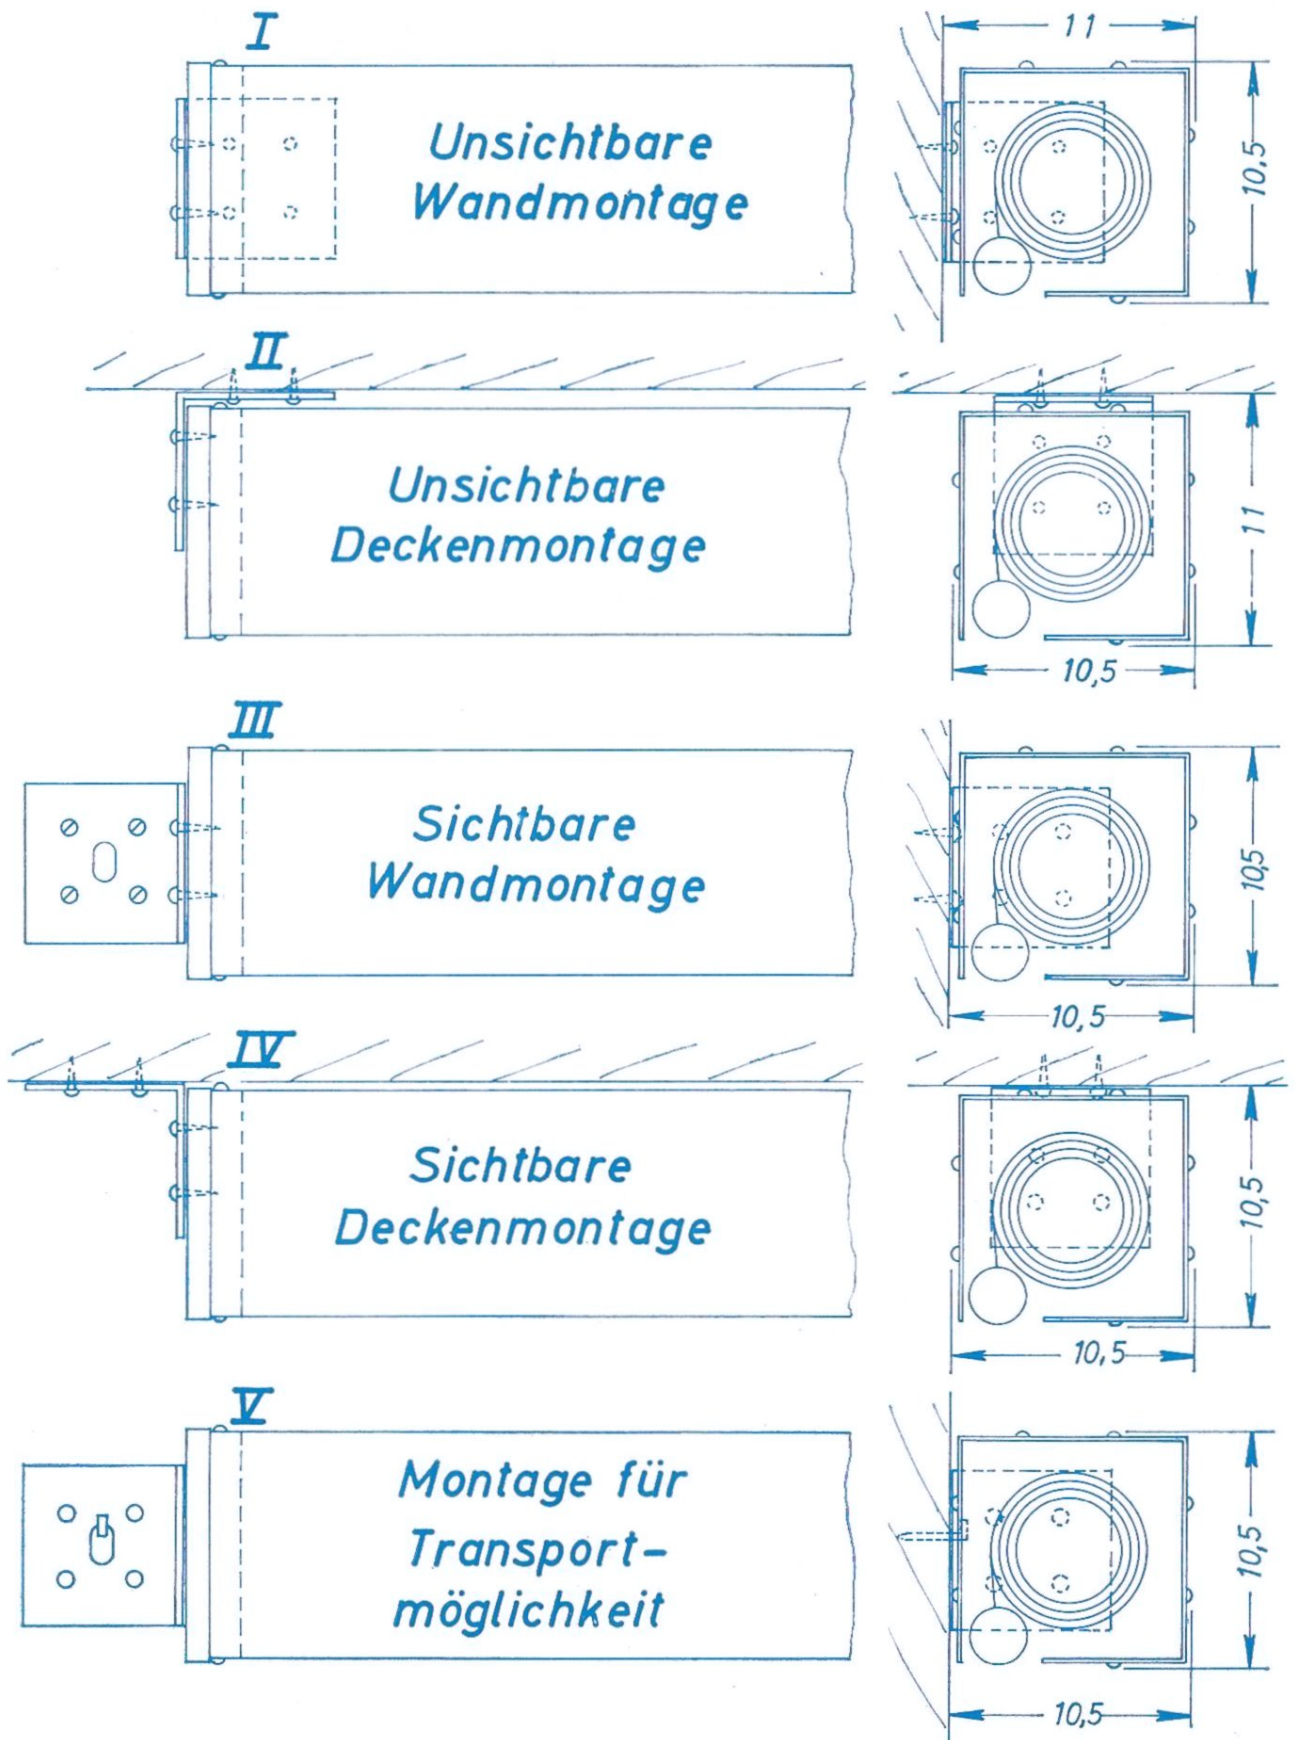 I
Unsichtbare
Wandmontage
11
10,5
II
Unsichtbare
Deckenmontage
11
10,5
III
Sichtbare
Wandmontage
10,5
10,5
IV
Sichtbare
Deckenmontage
10,5
10,5
V
Montage für
Transport-
möglichkeit
10,5
10,5